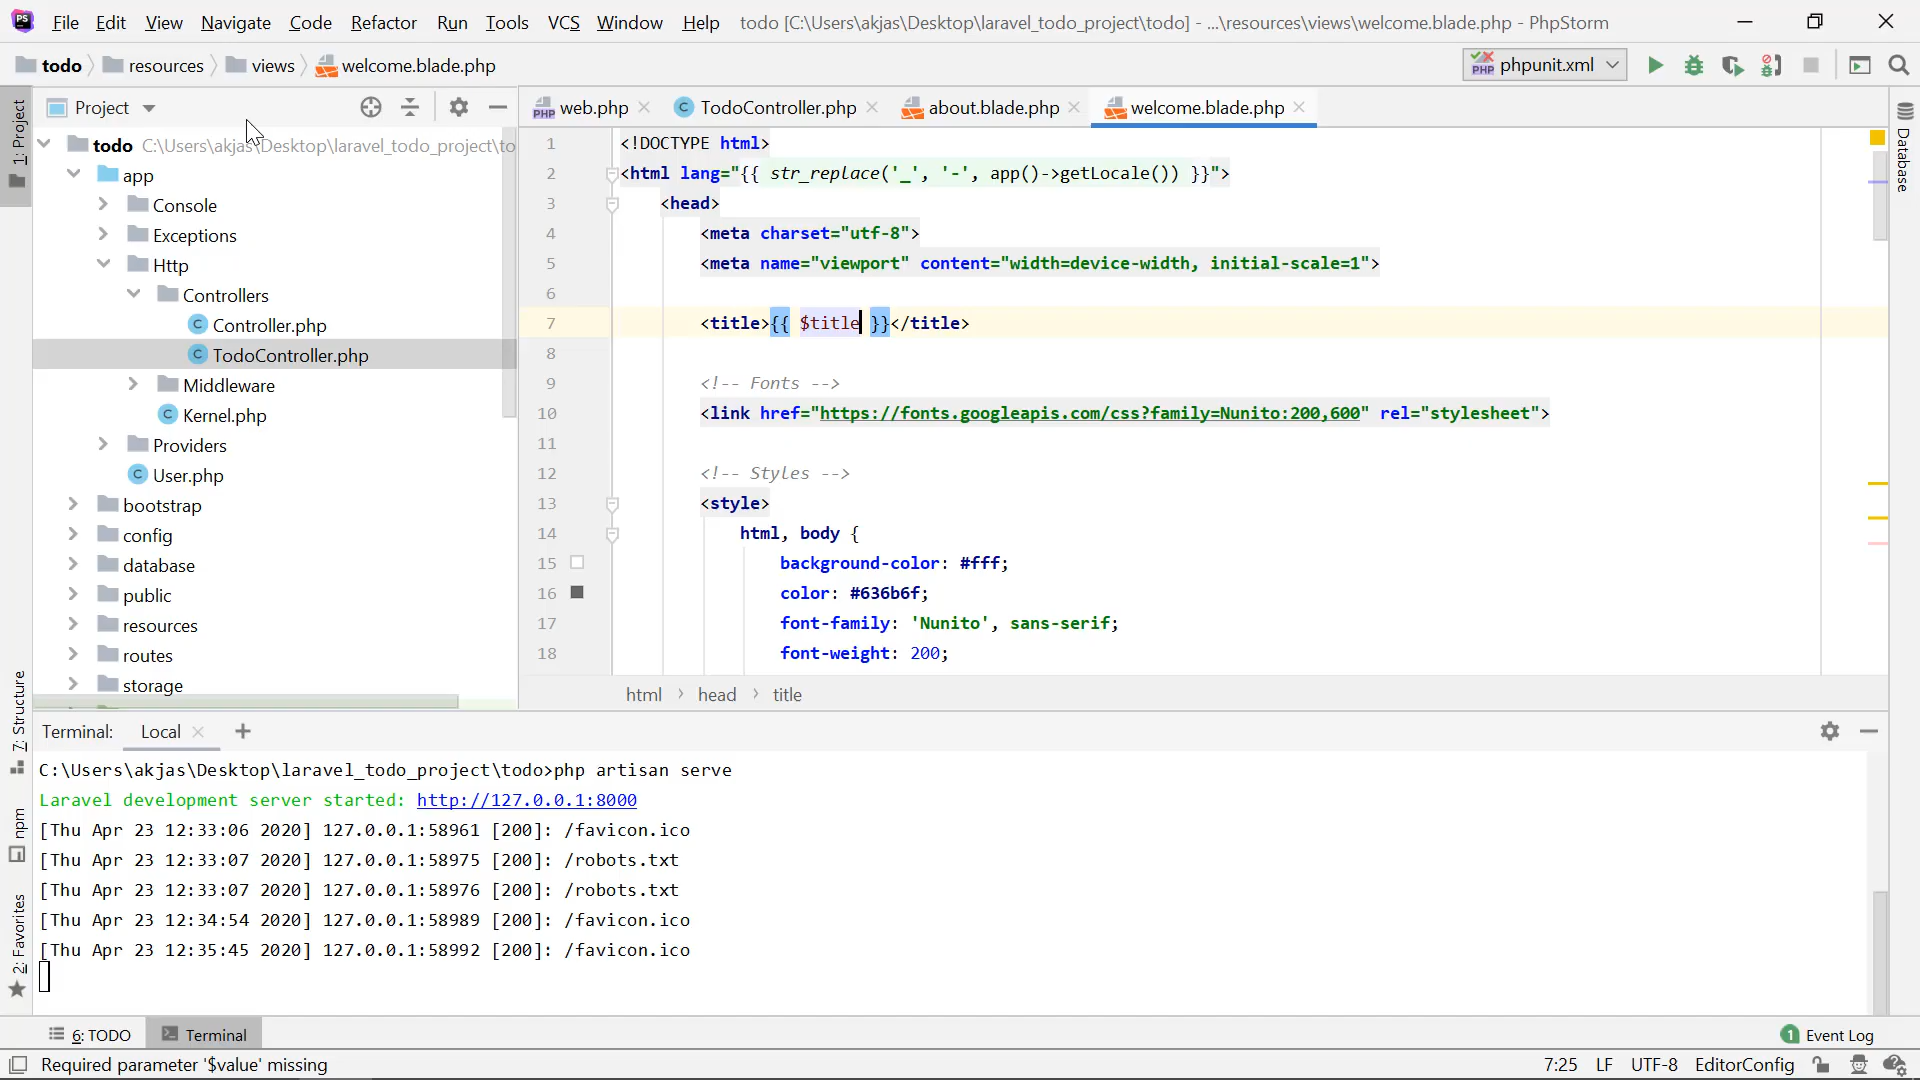 File Edit View Navigate Code Refactor Run Tools VCS Window Help todo [C:\Users\akjas\Desktop\laravel_todo_project\todo] - ...\resources\views\welcome.blade.php - PhpStorm
todo resources views welcome.blade.php phpunit.xml
1: Project
Project
web.php TodoController.php about.blade.php welcome.blade.php
Database
todo C:\Users\akjas\Desktop\laravel_todo_project\to
app
Console
Exceptions
Http
Controllers
Controller.php
TodoController.php
Middleware
Kernel.php
Providers
User.php
bootstrap
config
database
public
resources
routes
storage
1 <!DOCTYPE html>
2 <html lang="{{ str_replace('_', '-', app()->getLocale()) }}">
3 <head>
4 <meta charset="utf-8">
5 <meta name="viewport" content="width=device-width, initial-scale=1">
6
7 <title>{{ $title }}</title>
8
9 <!-- Fonts -->
10 <link href="https://fonts.googleapis.com/css?family=Nunito:200,600" rel="stylesheet">
11
12 <!-- Styles -->
13 <style>
14 html, body {
15 background-color: #fff;
16 color: #636b6f;
17 font-family: 'Nunito', sans-serif;
18 font-weight: 200;
html › head › title
7: Structure
npm
2: Favorites
Terminal: Local
C:\Users\akjas\Desktop\laravel_todo_project\todo>php artisan serve
Laravel development server started: http://127.0.0.1:8000
[Thu Apr 23 12:33:06 2020] 127.0.0.1:58961 [200]: /favicon.ico
[Thu Apr 23 12:33:07 2020] 127.0.0.1:58975 [200]: /robots.txt
[Thu Apr 23 12:33:07 2020] 127.0.0.1:58976 [200]: /robots.txt
[Thu Apr 23 12:34:54 2020] 127.0.0.1:58989 [200]: /favicon.ico
[Thu Apr 23 12:35:45 2020] 127.0.0.1:58992 [200]: /favicon.ico
6: TODO Terminal 1 Event Log
Required parameter '$value' missing 7:25 LF UTF-8 EditorConfig